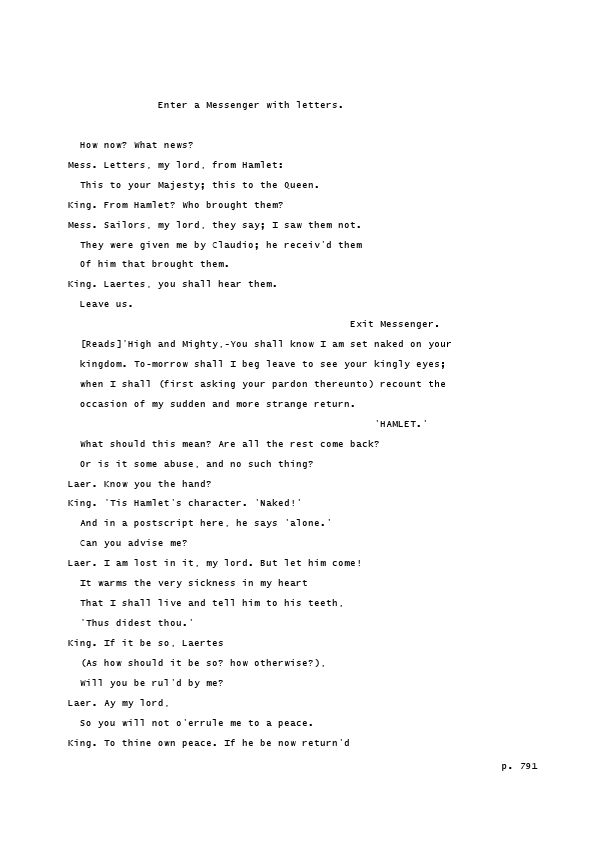 Enter a Messenger with letters.
How now? What news?
Mess. Letters, my lord, from Hamlet:
This to your Majesty; this to the Queen.
King. From Hamlet? Who brought them?
Mess. Sailors, my lord, they say; I saw them not.
They were given me by Claudio; he receiv'd them
Of him that brought them.
King. Laertes, you shall hear them.
Leave us.
Exit Messenger.
[Reads]'High and Mighty,-You shall know I am set naked on your
kingdom. To-morrow shall I beg leave to see your kingly eyes;
when I shall (first asking your pardon thereunto) recount the
occasion of my sudden and more strange return.
'HAMLET.'
What should this mean? Are all the rest come back?
Or is it some abuse, and no such thing?
Laer. Know you the hand?
King. 'Tis Hamlet's character. 'Naked!'
And in a postscript here, he says 'alone.'
Can you advise me?
Laer. I am lost in it, my lord. But let him come!
It warms the very sickness in my heart
That I shall live and tell him to his teeth,
'Thus didest thou.'
King. If it be so, Laertes
(As how should it be so? how otherwise?),
Will you be rul'd by me?
Laer. Ay my lord,
So you will not o'errule me to a peace.
King. To thine own peace. If he be now return'd
p. 791